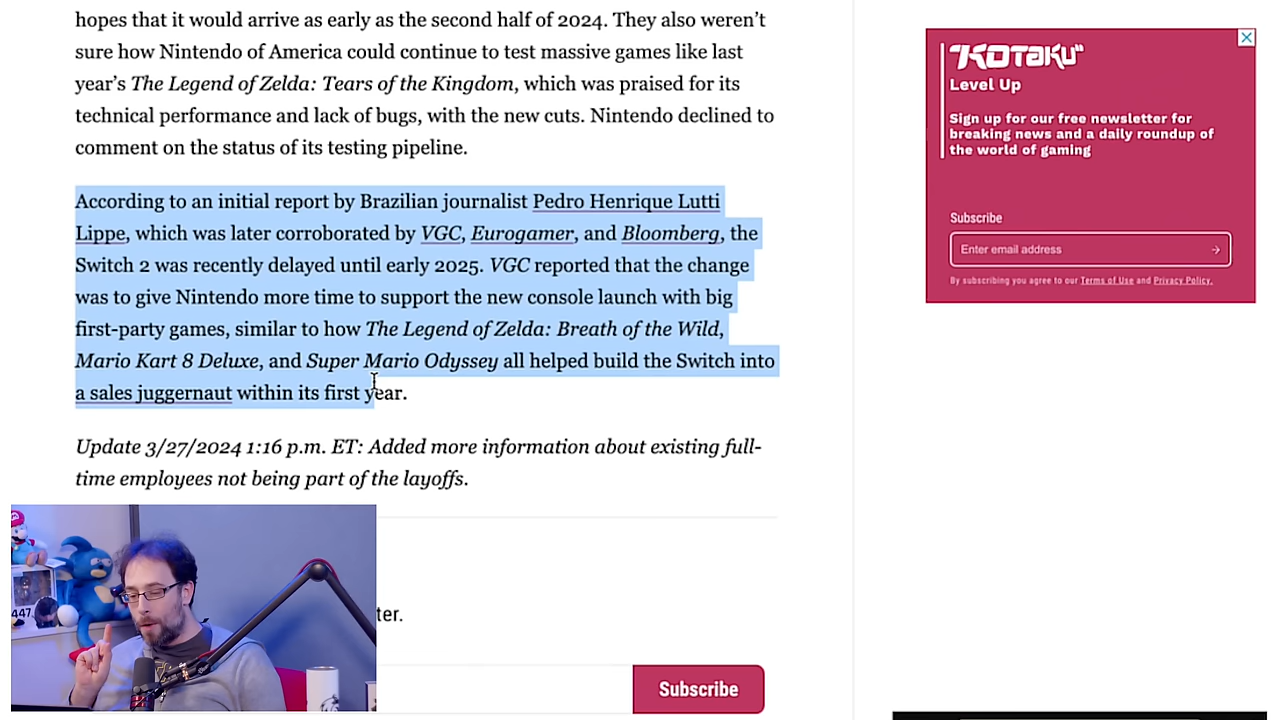 hopes that it would arrive as early as the second half of 2024. They also weren’t
sure how Nintendo of America could continue to test massive games like last
year’s The Legend of Zelda: Tears of the Kingdom, which was praised for its
technical performance and lack of bugs, with the new cuts. Nintendo declined to
comment on the status of its testing pipeline.
According to an initial report by Brazilian journalist Pedro Henrique Lutti
Lippe, which was later corroborated by VGC, Eurogamer, and Bloomberg, the
Switch 2 was recently delayed until early 2025. VGC reported that the change
was to give Nintendo more time to support the new console launch with big
first-party games, similar to how The Legend of Zelda: Breath of the Wild,
Mario Kart 8 Deluxe, and Super Mario Odyssey all helped build the Switch into
a sales juggernaut within its first year.
Update 3/27/2024 1:16 p.m. ET: Added more information about existing full-
time employees not being part of the layoffs.
ter.
Subscribe
KOTAKU
Level Up
Sign up for our free newsletter for
breaking news and a daily roundup of
the world of gaming
Subscribe
Enter email address
By subscribing you agree to our Terms of Use and Privacy Policy.
447